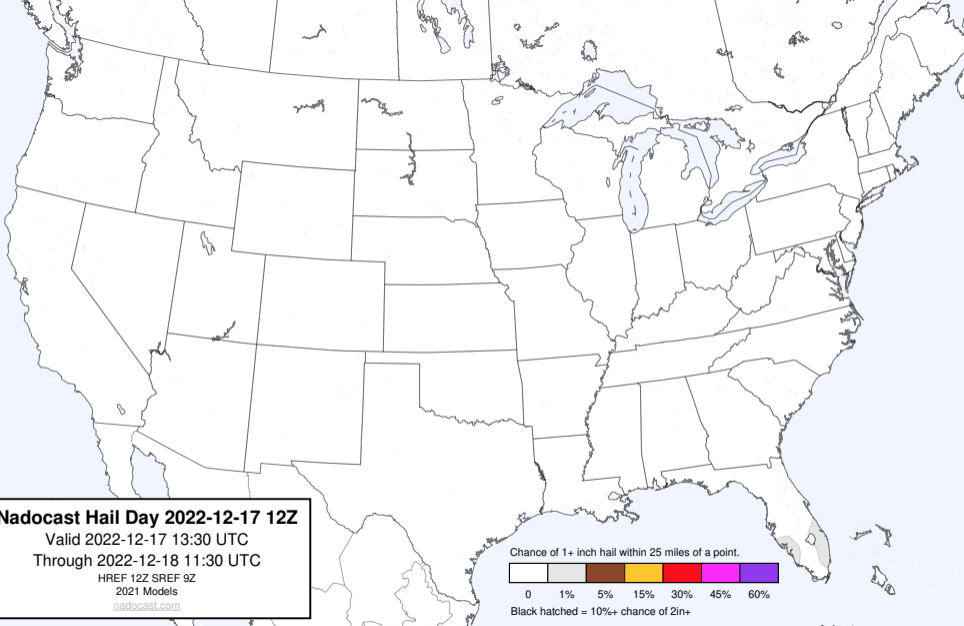 Nadocast Hail Day 2022-12-17 12Z
Valid 2022-12-17 13:30 UTC
Through 2022-12-18 11:30 UTC
HREF 12Z SREF 9Z
2021 Models
nadocast.com
Chance of 1+ inch hail within 25 miles of a point.
0 1% 5% 15% 30% 45% 60%
Black hatched = 10%+ chance of 2in+